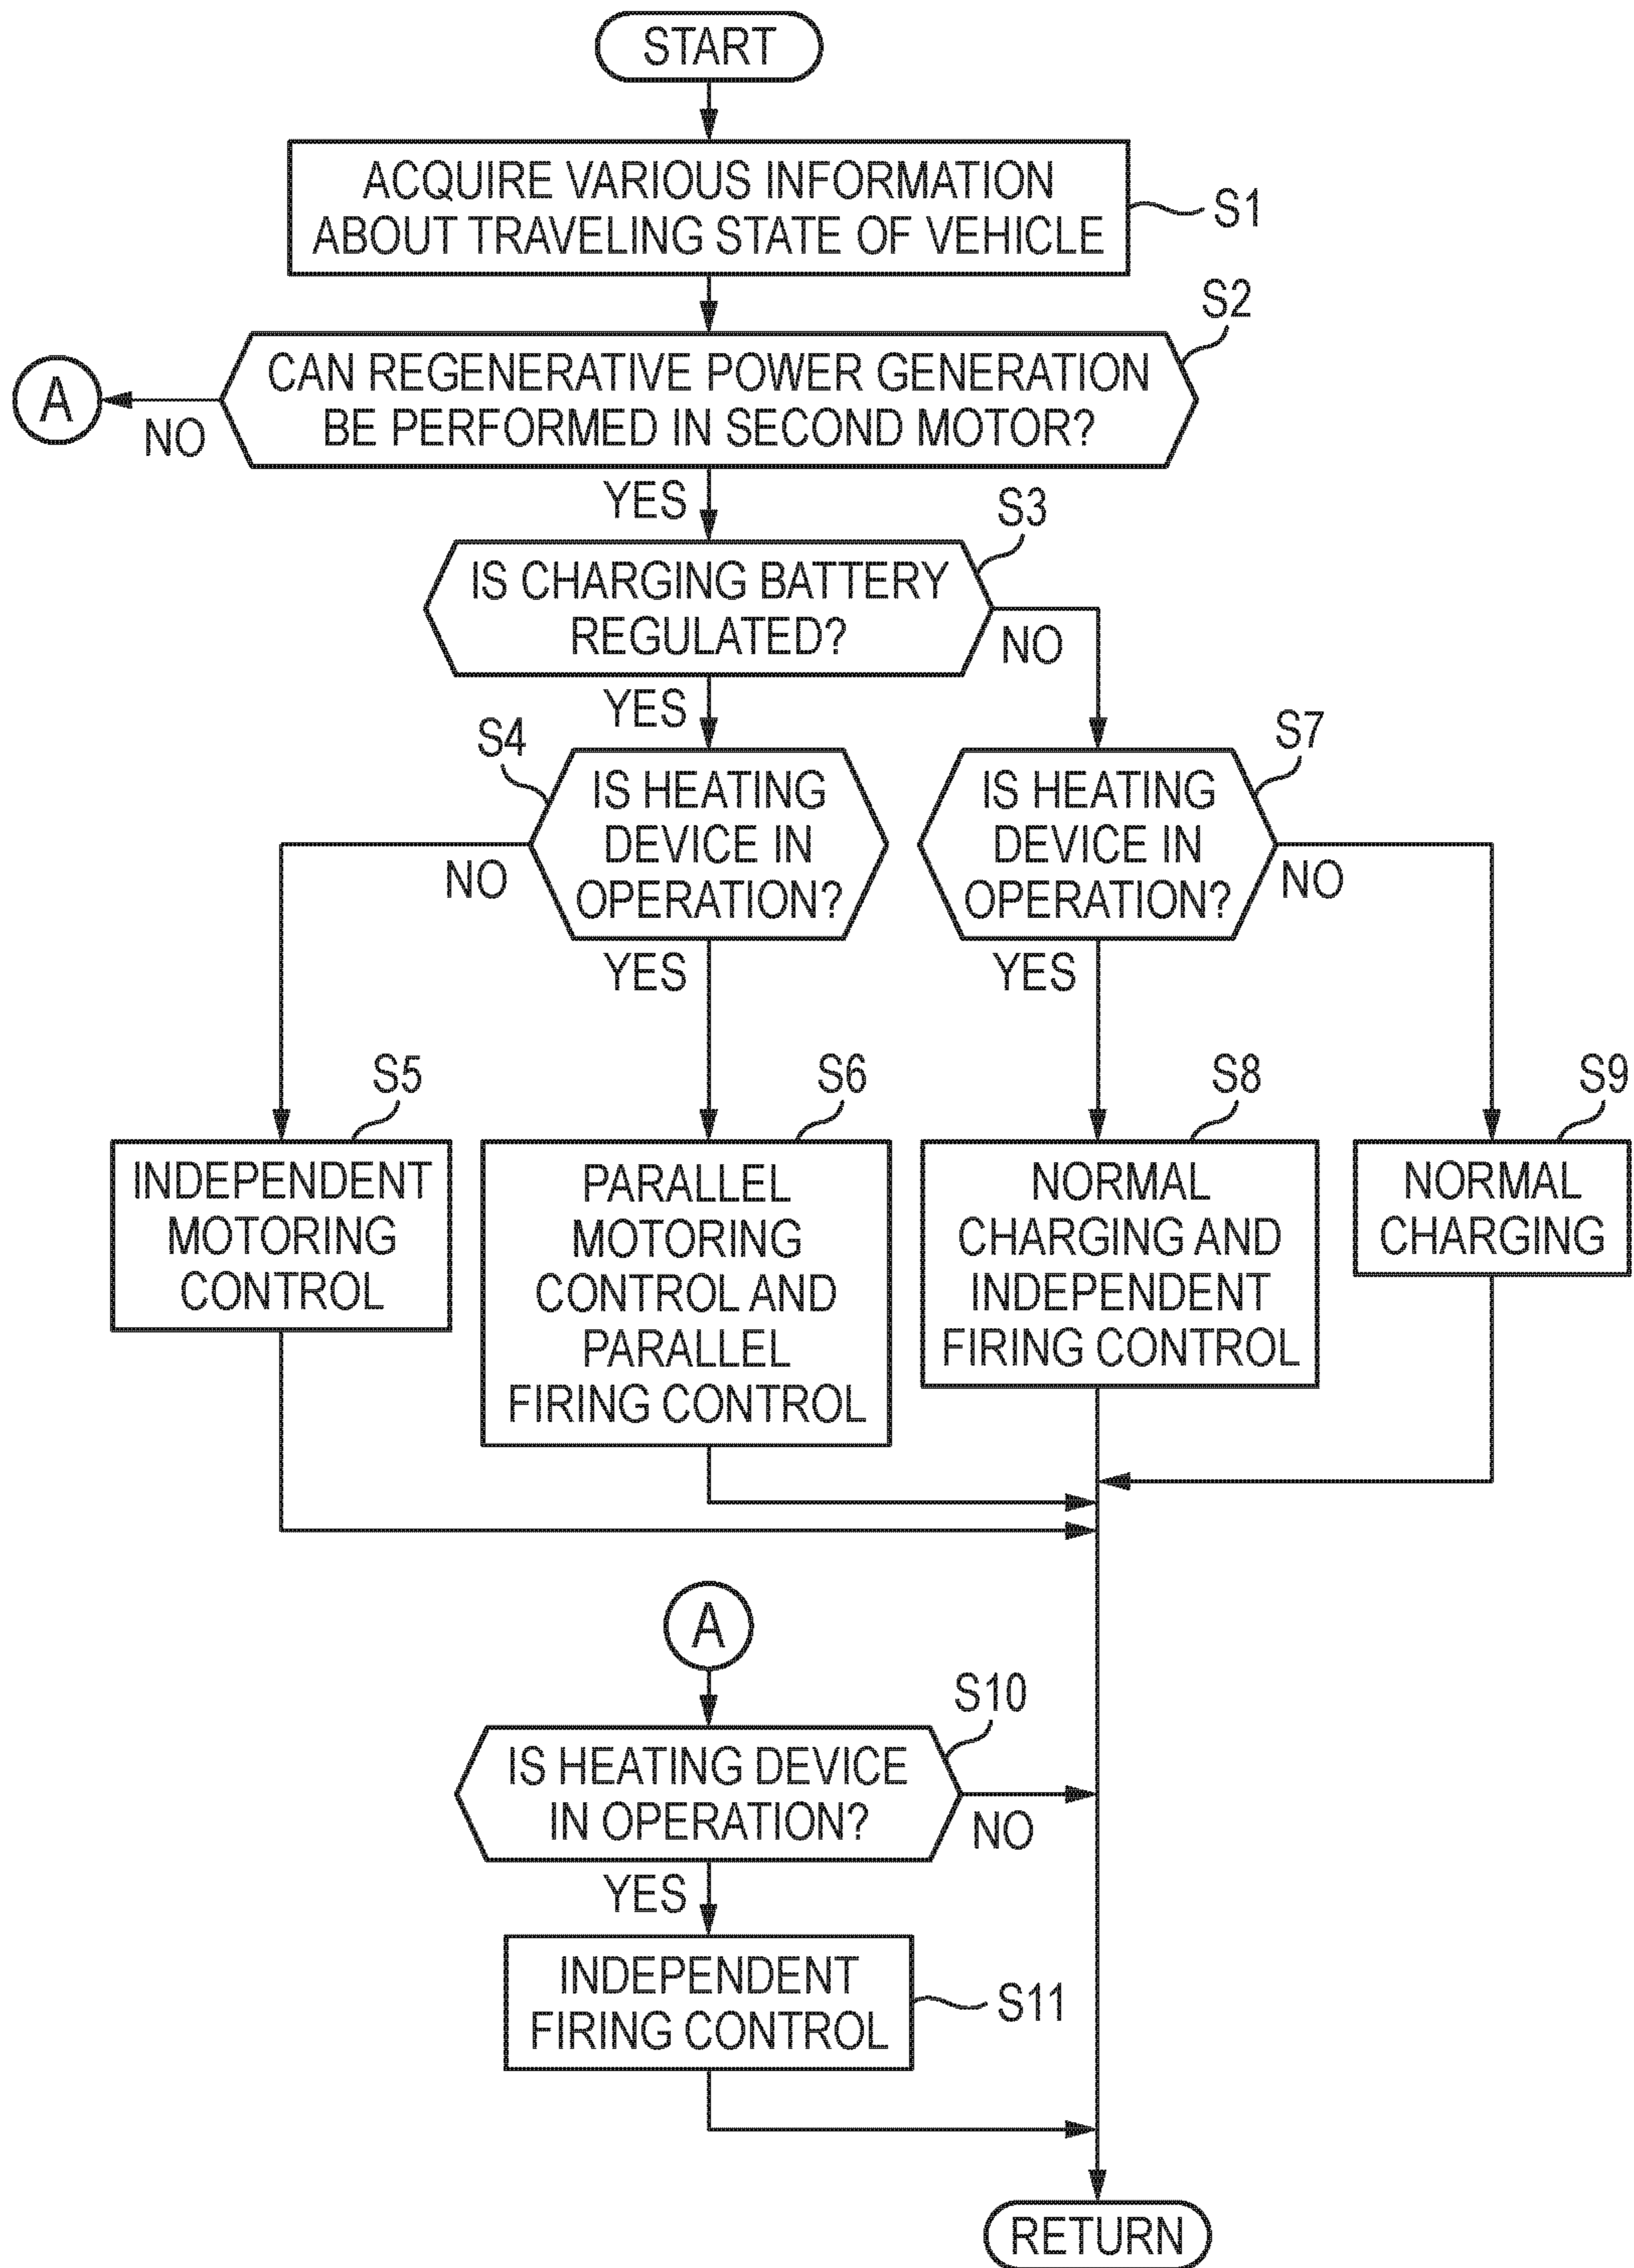 START
ACQUIRE VARIOUS INFORMATION
ABOUT TRAVELING STATE OF VEHICLE
S1
S2
CAN REGENERATIVE POWER GENERATION
BE PERFORMED IN SECOND MOTOR?
A
NO
YES
S3
IS CHARGING BATTERY
REGULATED?
NO
YES
S4
IS HEATING
DEVICE IN
OPERATION?
NO
YES
S7
IS HEATING
DEVICE IN
OPERATION?
NO
YES
S5
INDEPENDENT
MOTORING
CONTROL
S6
PARALLEL
MOTORING
CONTROL AND
PARALLEL
FIRING CONTROL
S8
NORMAL
CHARGING AND
INDEPENDENT
FIRING CONTROL
S9
NORMAL
CHARGING
A
S10
IS HEATING DEVICE
IN OPERATION?
NO
YES
INDEPENDENT
FIRING CONTROL
S11
RETURN